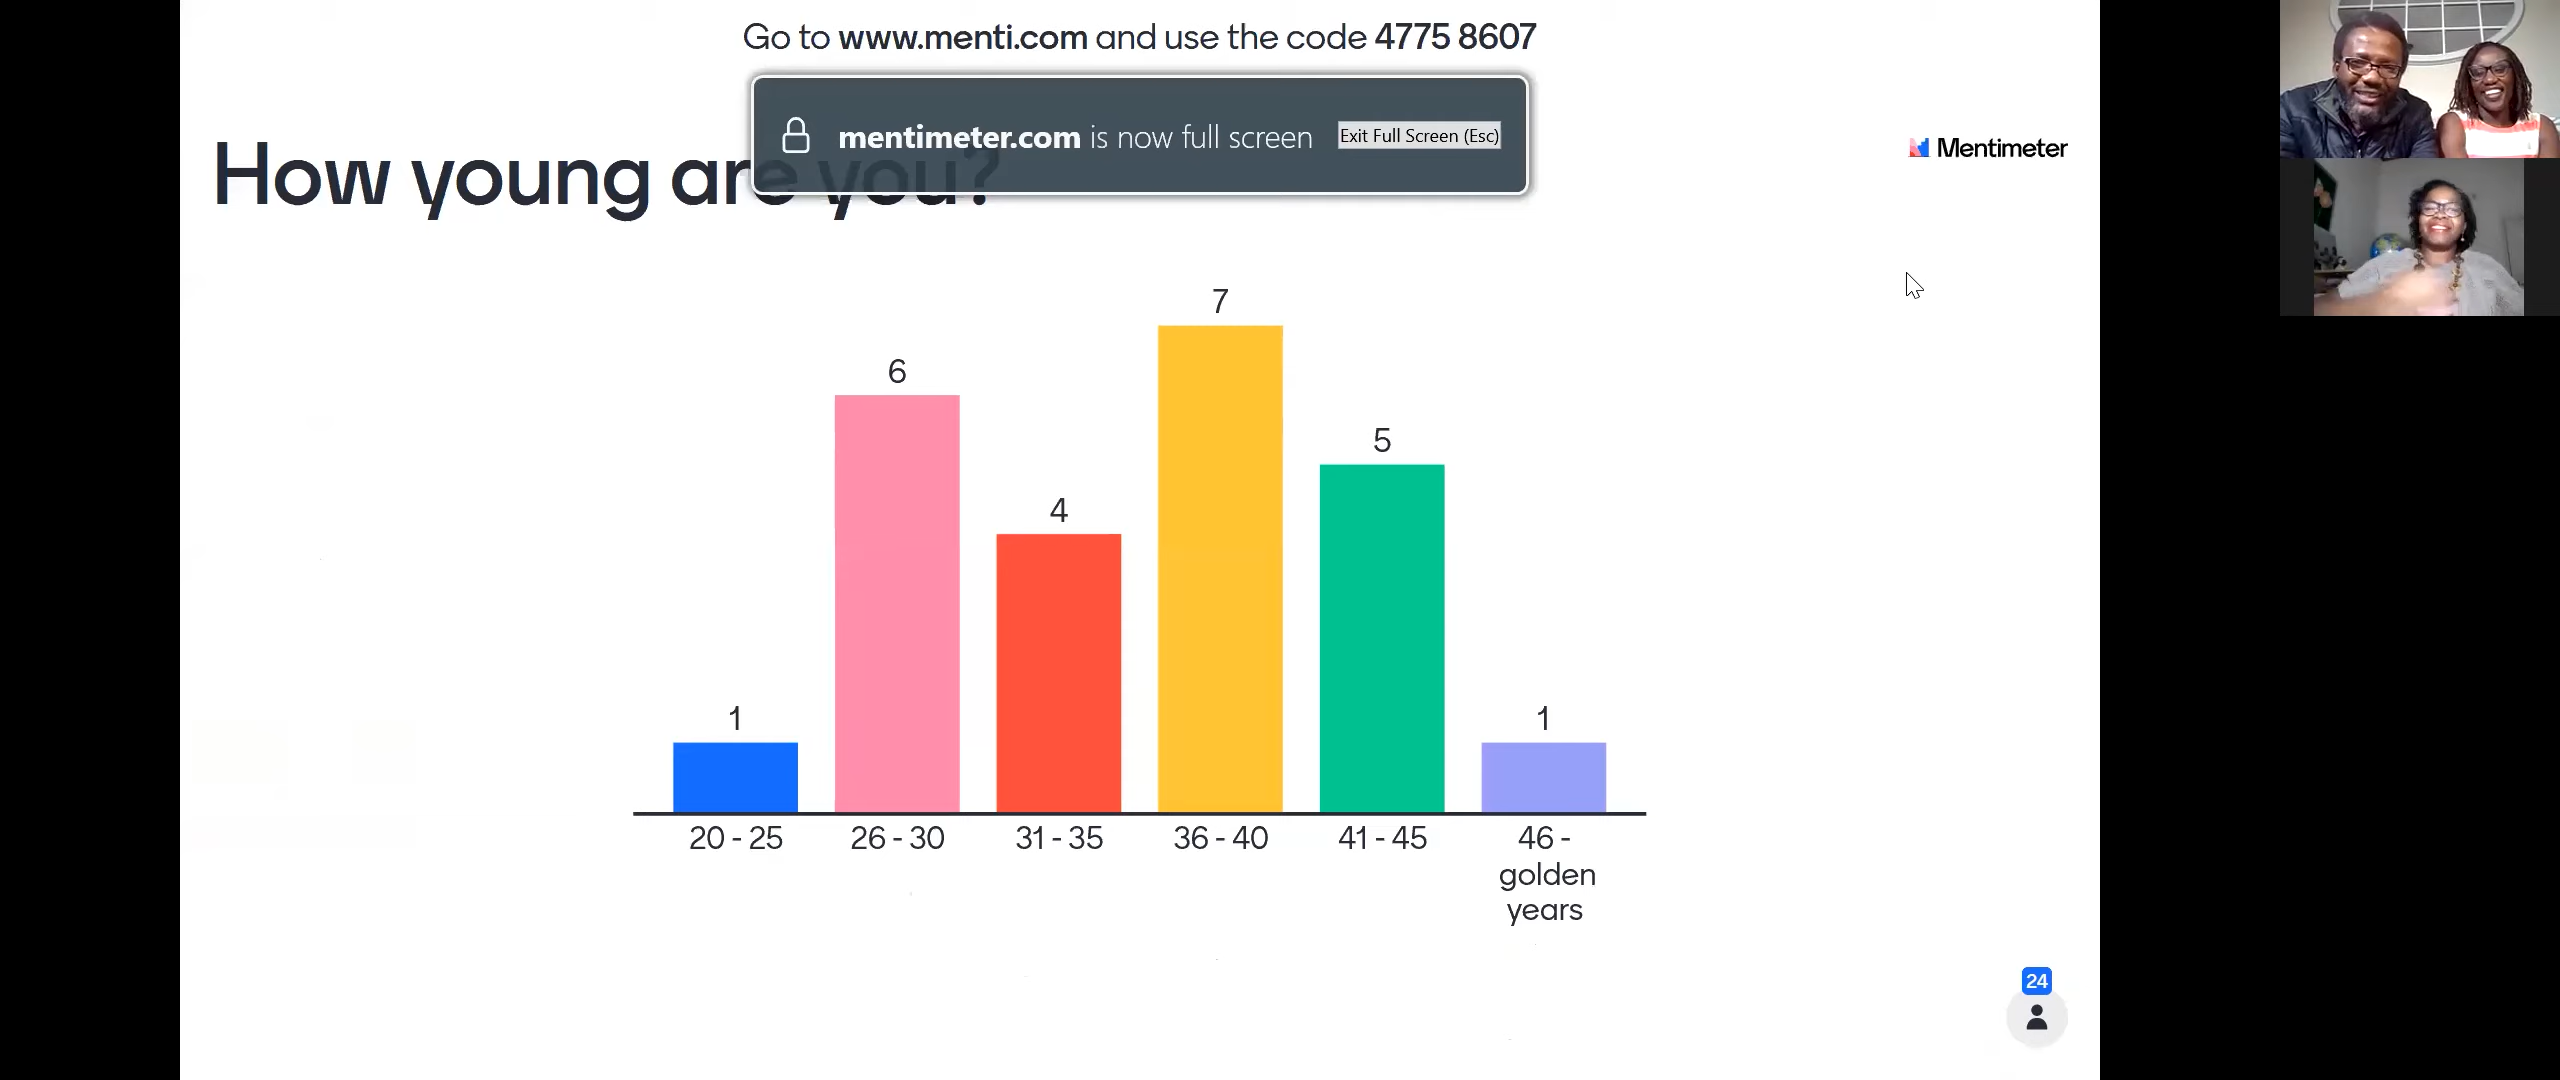 Go to www.menti.com and use the code 4775 8607
mentimeter.com is now full screen
Exit Full Screen (Esc)
How young are you?
Mentimeter
7
6
5
4
1
1
20 - 25
26 - 30
31 - 35
36 - 40
41 - 45
46 -
golden
years
24